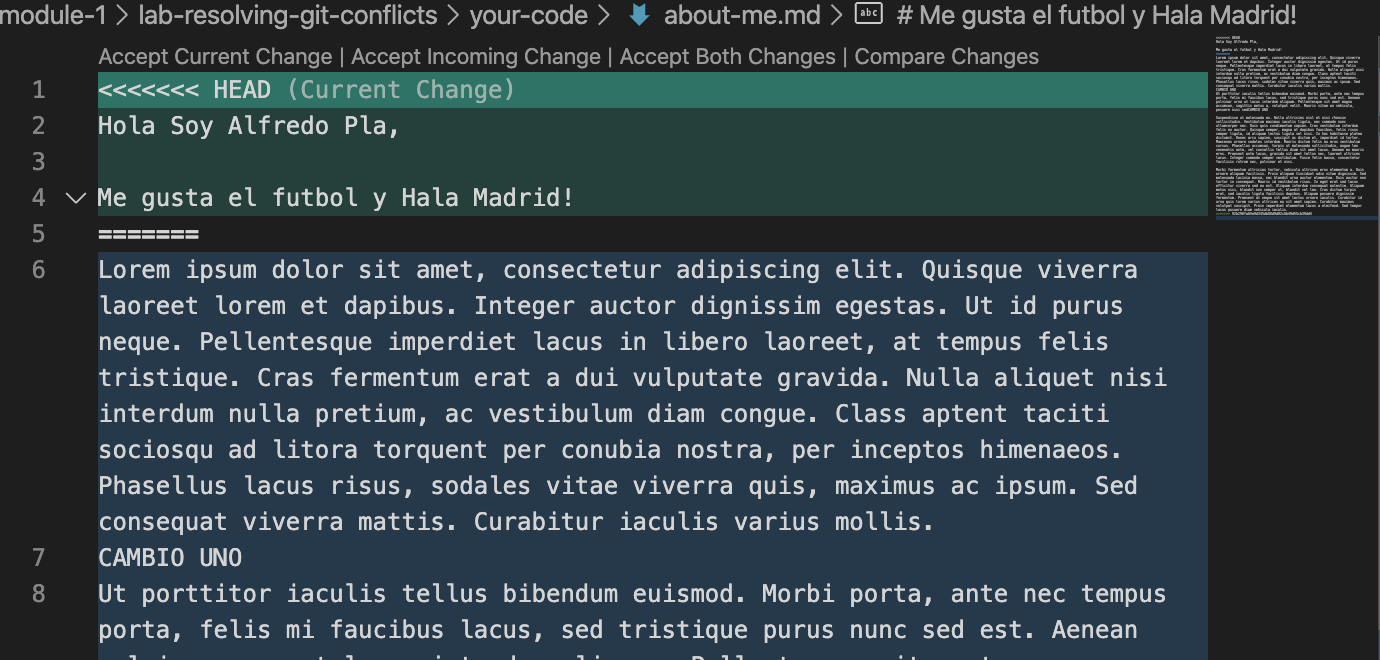 module-1 > lab-resolving-git-conflicts > your-code > about-me.md > abc # Me gusta el futbol y Hala Madrid!
Accept Current Change | Accept Incoming Change | Accept Both Changes | Compare Changes
1 <<<<<<< HEAD (Current Change)
2 Hola Soy Alfredo Pla,
3
4 Me gusta el futbol y Hala Madrid!
5 =======
6 Lorem ipsum dolor sit amet, consectetur adipiscing elit. Quisque viverra
laoreet lorem et dapibus. Integer auctor dignissim egestas. Ut id purus
neque. Pellentesque imperdiet lacus in libero laoreet, at tempus felis
tristique. Cras fermentum erat a dui vulputate gravida. Nulla aliquet nisi
interdum nulla pretium, ac vestibulum diam congue. Class aptent taciti
sociosqu ad litora torquent per conubia nostra, per inceptos himenaeos.
Phasellus lacus risus, sodales vitae viverra quis, maximus ac ipsum. Sed
consequat viverra mattis. Curabitur iaculis varius mollis.
7 CAMBIO UNO
8 Ut porttitor iaculis tellus bibendum euismod. Morbi porta, ante nec tempus
porta, felis mi faucibus lacus, sed tristique purus nunc sed est. Aenean